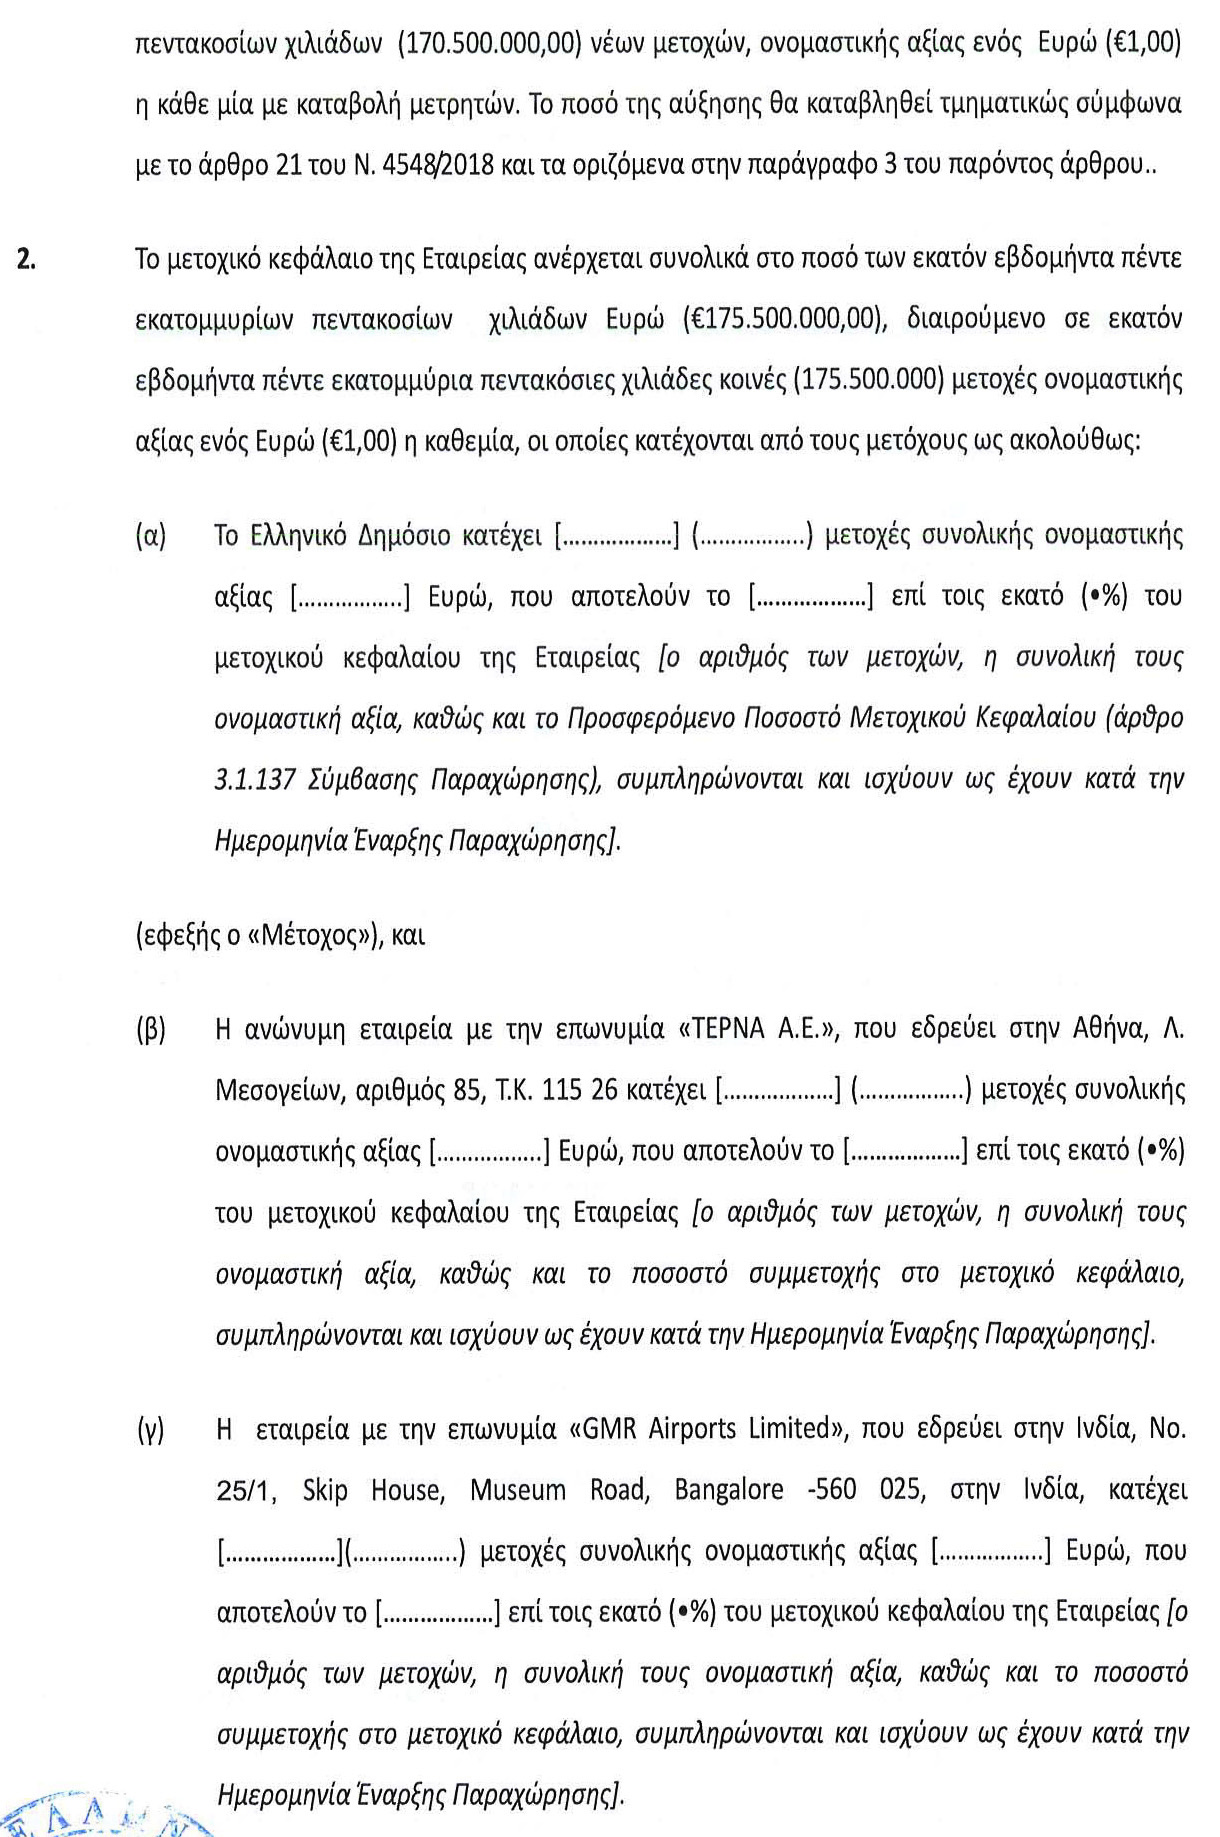 πεντακοσίων χιλιάδων (170.500.000,00) νέων μετοχών, ονομαστικής αξίας ενός Ευρώ (€1,00)
η κάθε μία με καταβολή μετρητών. Το ποσό της αύξησης θα καταβληθεί τμηματικώς σύμφωνα
με το άρθρο 21 του Ν. 4548/2018 και τα οριζόμενα στην παράγραφο 3 του παρόντος άρθρου..
2. Το μετοχικό κεφάλαιο της Εταιρείας ανέρχεται συνολικά στο ποσό των εκατόν εβδομήντα πέντε
εκατομμυρίων πεντακοσίων χιλιάδων Ευρώ (€175.500.000,00), διαιρούμενο σε εκατόν
εβδομήντα πέντε εκατομμύρια πεντακόσιες χιλιάδες κοινές (175.500.000) μετοχές ονομαστικής
αξίας ενός Ευρώ (€1,00) η καθεμία, οι οποίες κατέχονται από τους μετόχους ως ακολούθως:
(α) Το Ελληνικό Δημόσιο κατέχει [..................] (.................) μετοχές συνολικής ονομαστικής
αξίας [.................] Ευρώ, που αποτελούν το [..................] επί τοις εκατό (•%) του
μετοχικού κεφαλαίου της Εταιρείας [ο αριθμός των μετοχών, η συνολική τους
ονομαστική αξία, καθώς και το Προσφερόμενο Ποσοστό Μετοχικού Κεφαλαίου (άρθρο
3.1.137 Σύμβασης Παραχώρησης), συμπληρώνονται και ισχύουν ως έχουν κατά την
Ημερομηνία Έναρξης Παραχώρησης].
(εφεξής ο «Μέτοχος»), και
(β) Η ανώνυμη εταιρεία με την επωνυμία «ΤΕΡΝΑ Α.Ε.», που εδρεύει στην Αθήνα, Λ.
Μεσογείων, αριθμός 85, Τ.Κ. 115 26 κατέχει [..................] (.................) μετοχές συνολικής
ονομαστικής αξίας [.................] Ευρώ, που αποτελούν το [..................] επί τοις εκατό (•%)
του μετοχικού κεφαλαίου της Εταιρείας [ο αριθμός των μετοχών, η συνολική τους
ονομαστική αξία, καθώς και το ποσοστό συμμετοχής στο μετοχικό κεφάλαιο,
συμπληρώνονται και ισχύουν ως έχουν κατά την Ημερομηνία Έναρξης Παραχώρησης].
(γ) Η εταιρεία με την επωνυμία «GMR Airports Limited», που εδρεύει στην Ινδία, No.
25/1, Skip House, Museum Road, Bangalore -560 025, στην Ινδία, κατέχει
[..................](.................) μετοχές συνολικής ονομαστικής αξίας [.................] Ευρώ, που
αποτελούν το [..................] επί τοις εκατό (•%) του μετοχικού κεφαλαίου της Εταιρείας [ο
αριθμός των μετοχών, η συνολική τους ονομαστική αξία, καθώς και το ποσοστό
συμμετοχής στο μετοχικό κεφάλαιο, συμπληρώνονται και ισχύουν ως έχουν κατά την
Ημερομηνία Έναρξης Παραχώρησης].